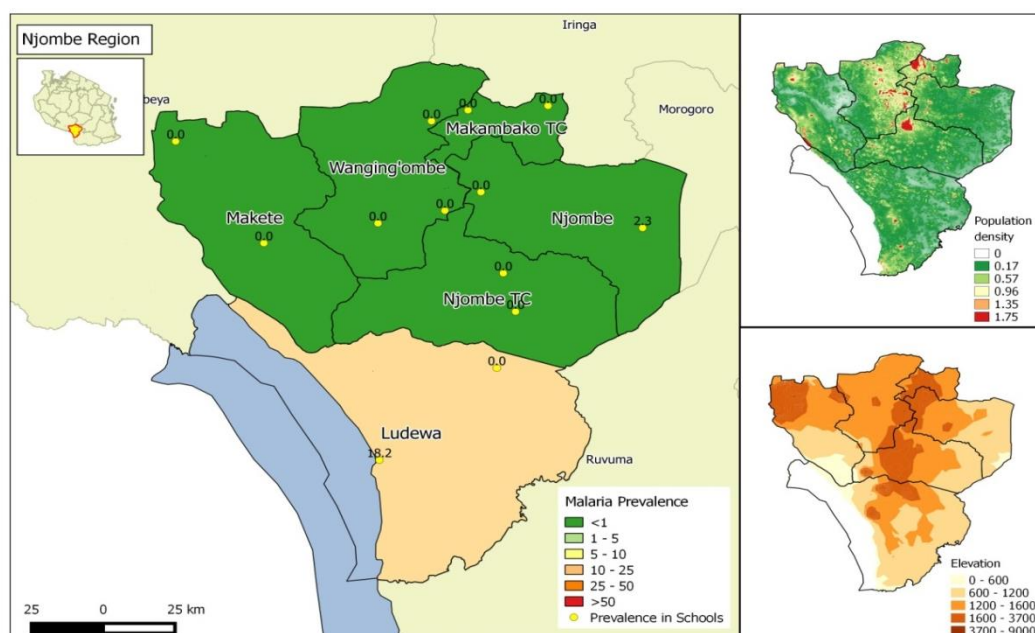 Njombe Region
Iringa
beya
Morogoro
0.0
0.0
0.0
0.0
Makambako TC
Wanging'ombe
0.0
0.0
0.0
Makete
Njombe
2.3
0.0
0.0
Njombe TC
0.0
0.0
Ludewa
18.2
Ruvuma
Malaria Prevalence
<1
1 - 5
5 - 10
10 - 25
25 - 50
>50
Prevalence in Schools
25 0 25 km
Population
density
0
0.17
0.57
0.96
1.35
1.75
Elevation
0 - 600
600 - 1200
1200 - 1600
1600 - 3700
3700 - 9000